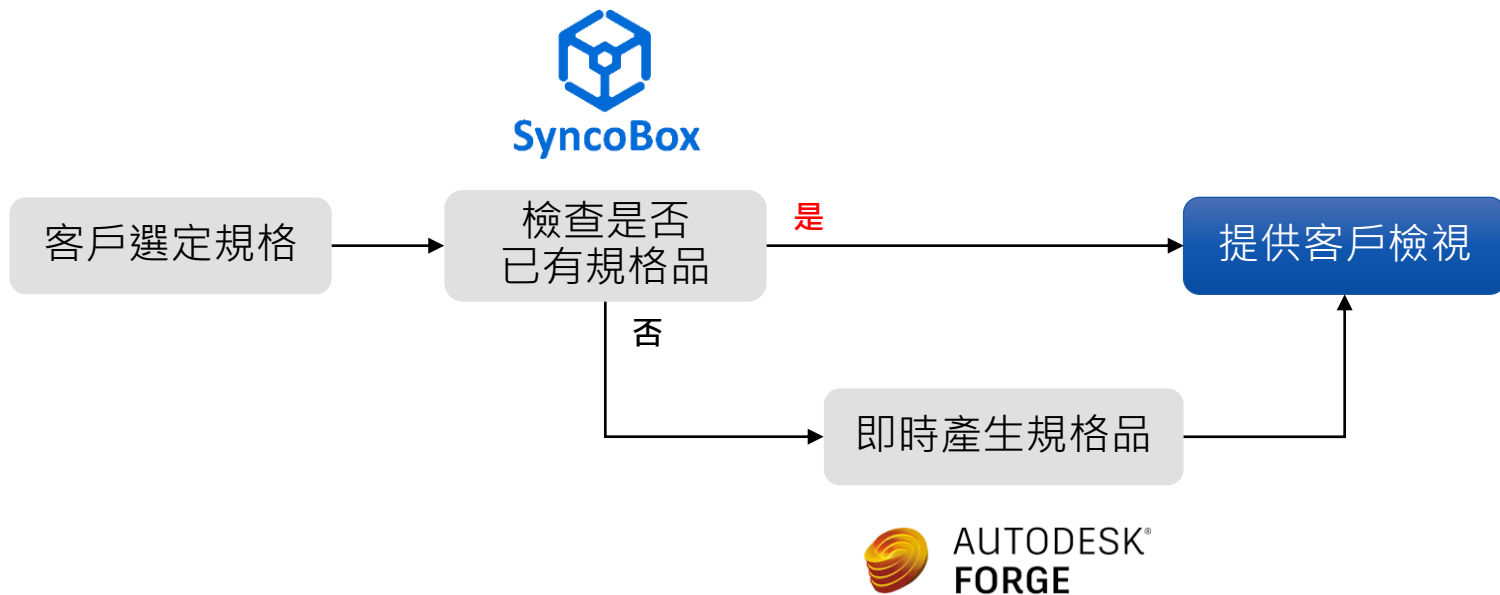 SyncoBox
客戶選定規格
檢查是否
已有規格品
是
提供客戶檢視
否
即時產生規格品
AUTODESK®
FORGE